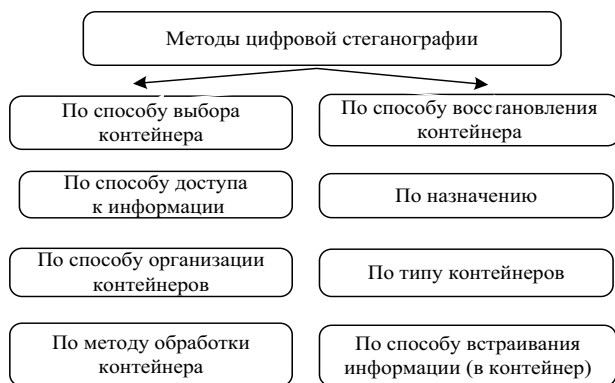 Методы цифровой стеганографии
По способу выбора
контейнера
По способу восстановления
контейнера
По способу доступа
к информации
По назначению
По способу организации
контейнеров
По типу контейнеров
По методу обработки
контейнера
По способу встраивания
информации (в контейнер)